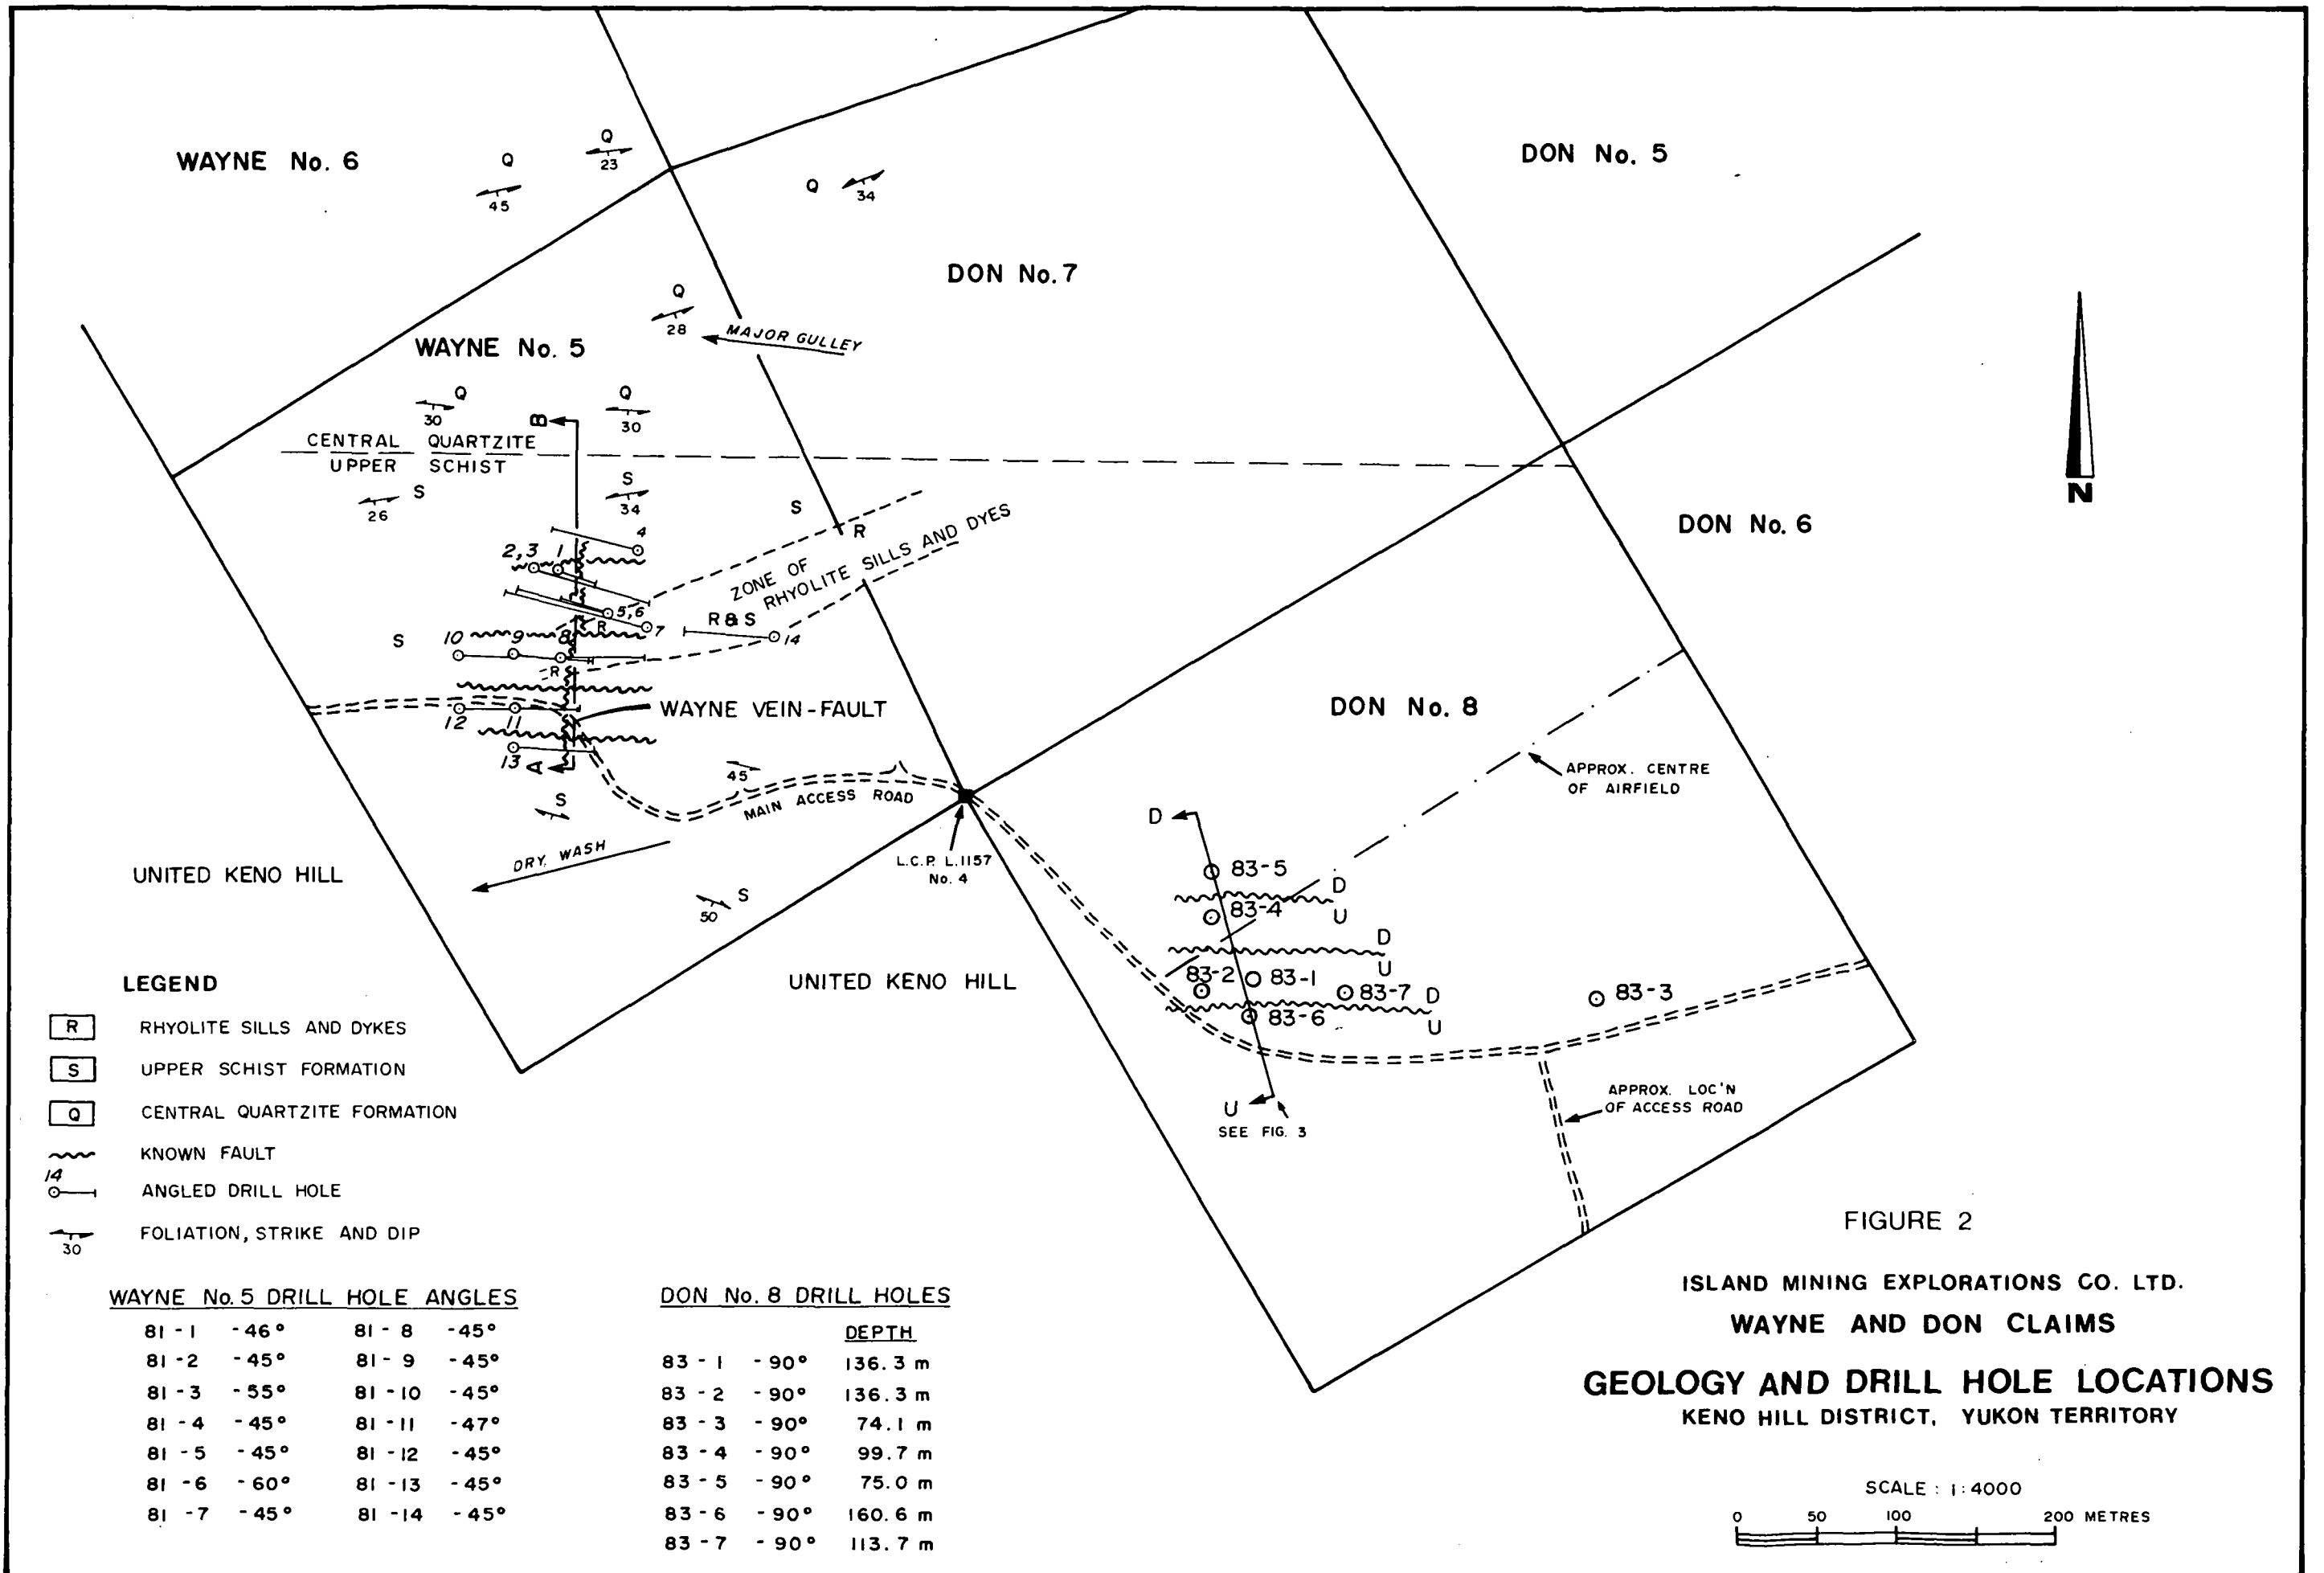 WAYNE No. 6
Q
45
Q
23
Q
34
DON No. 5
DON No. 7
Q
28
MAJOR GULLEY
WAYNE No. 5
Q
30
B
Q
30
CENTRAL QUARTZITE
UPPER SCHIST
S
26
S
34
S
R
ZONE OF
RHYOLITE SILLS AND DYES
N
DON No. 6
4
2,3
1
5,6
7
R
R & S
14
S
10
9
8
R
WAYNE VEIN-FAULT
12
11
13
A
DON No. 8
45
MAIN ACCESS ROAD
APPROX. CENTRE
OF AIRFIELD
S
DRY WASH
L.C.P. L.1157
No. 4
UNITED KENO HILL
50
S
UNITED KENO HILL
D
83-5
D
U
83-4
D
U
83-2
83-1
83-7
D
U
83-6
83-3
U
SEE FIG. 3
APPROX. LOC'N
OF ACCESS ROAD
LEGEND
R
RHYOLITE SILLS AND DYKES
S
UPPER SCHIST FORMATION
Q
CENTRAL QUARTZITE FORMATION
KNOWN FAULT
14
ANGLED DRILL HOLE
30
FOLIATION, STRIKE AND DIP
WAYNE No. 5 DRILL HOLE ANGLES
81 - 1 -46° 81 - 8 -45°
81 - 2 -45° 81 - 9 -45°
81 - 3 -55° 81 - 10 -45°
81 - 4 -45° 81 - 11 -47°
81 - 5 -45° 81 - 12 -45°
81 - 6 -60° 81 - 13 -45°
81 - 7 -45° 81 - 14 -45°
DON No. 8 DRILL HOLES
DEPTH
83 - 1 -90° 136.3 m
83 - 2 -90° 136.3 m
83 - 3 -90° 74.1 m
83 - 4 -90° 99.7 m
83 - 5 -90° 75.0 m
83 - 6 -90° 160.6 m
83 - 7 -90° 113.7 m
FIGURE 2
ISLAND MINING EXPLORATIONS CO. LTD.
WAYNE AND DON CLAIMS
GEOLOGY AND DRILL HOLE LOCATIONS
KENO HILL DISTRICT, YUKON TERRITORY
SCALE : 1:4000
0 50 100 200 METRES